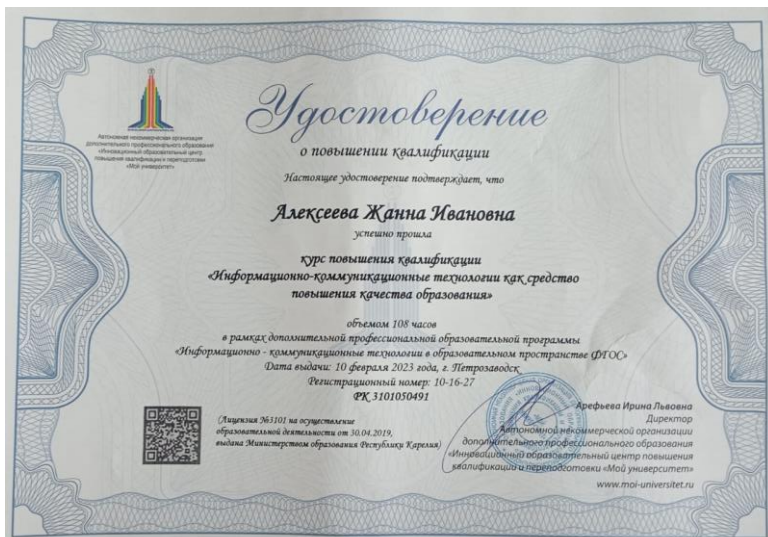 Автономная некоммерческая организация
дополнительного профессионального образования
«Инновационный образовательный центр
повышения квалификации и переподготовки
«Мой университет»
Удостоверение
о повышении квалификации
Настоящее удостоверение подтверждает, что
Алексеева Жанна Ивановна
успешно прошла
курс повышения квалификации
«Информационно-коммуникационные технологии как средство
повышения качества образования»
объемом 108 часов
в рамках дополнительной профессиональной образовательной программы
«Информационно - коммуникационные технологии в образовательном пространстве ФГОС»
Дата выдачи: 10 февраля 2023 года, г. Петрозаводск
Регистрационный номер: 10-16-27
РК 3101050491
(Лицензия №3101 на осуществление
образовательной деятельности от 30.04.2019,
выдана Министерством образования Республики Карелия)
Арефьева Ирина Львовна
Директор
Автономной некоммерческой организации
дополнительного профессионального образования
«Инновационный образовательный центр повышения
квалификации и переподготовки «Мой университет»
www.moi-universitet.ru